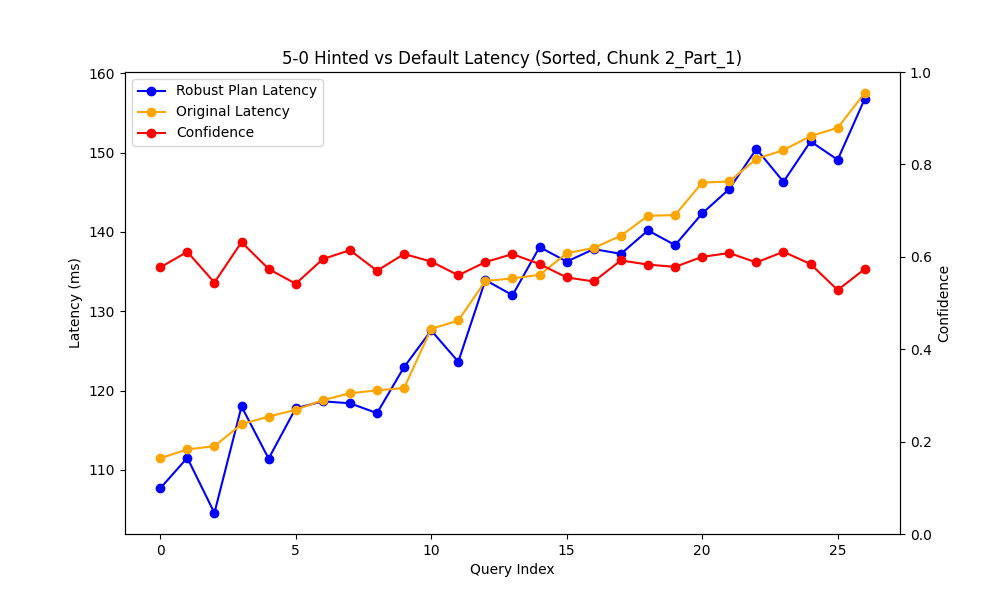 5-0 Hinted vs Default Latency (Sorted, Chunk 2_Part_1)
Robust Plan Latency
Original Latency
Confidence
Latency (ms)
160
150
140
130
120
110
1.0
0.8
0.6
0.4
0.2
0.0
Confidence
0 5 10 15 20 25
Query Index